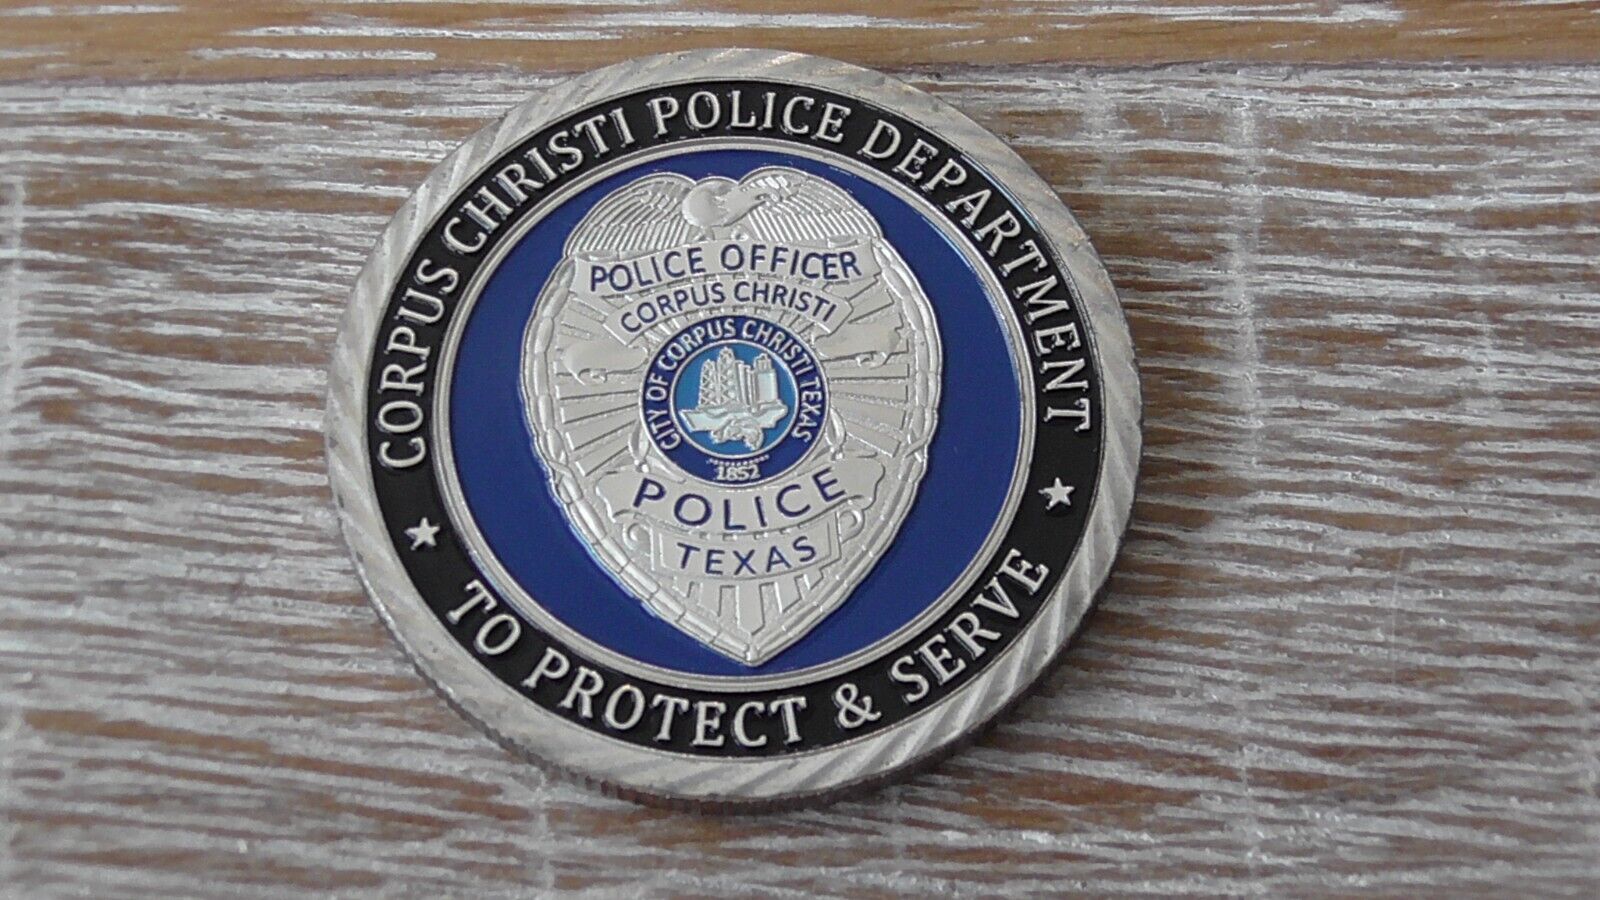 CORPUS CHRISTI POLICE DEPARTMENT
POLICE OFFICER
CORPUS CHRISTI
CITY OF CORPUS CHRISTI TEXAS
1852
POLICE
TEXAS
TO PROTECT & SERVE